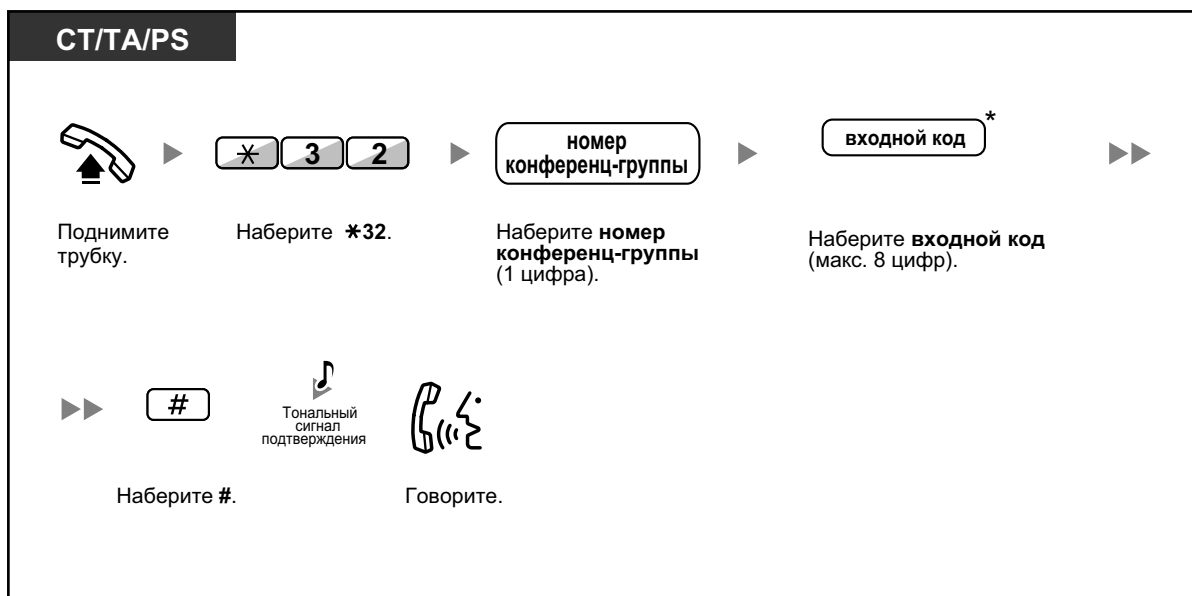 CT/TA/PS
✱ 3 2
номер
конференц-группы
входной код*
Поднимите
трубку.
Наберите ✱32.
Наберите номер
конференц-группы
(1 цифра).
Наберите входной код
(макс. 8 цифр).
#
Тональный
сигнал
подтверждения
Наберите #.
Говорите.